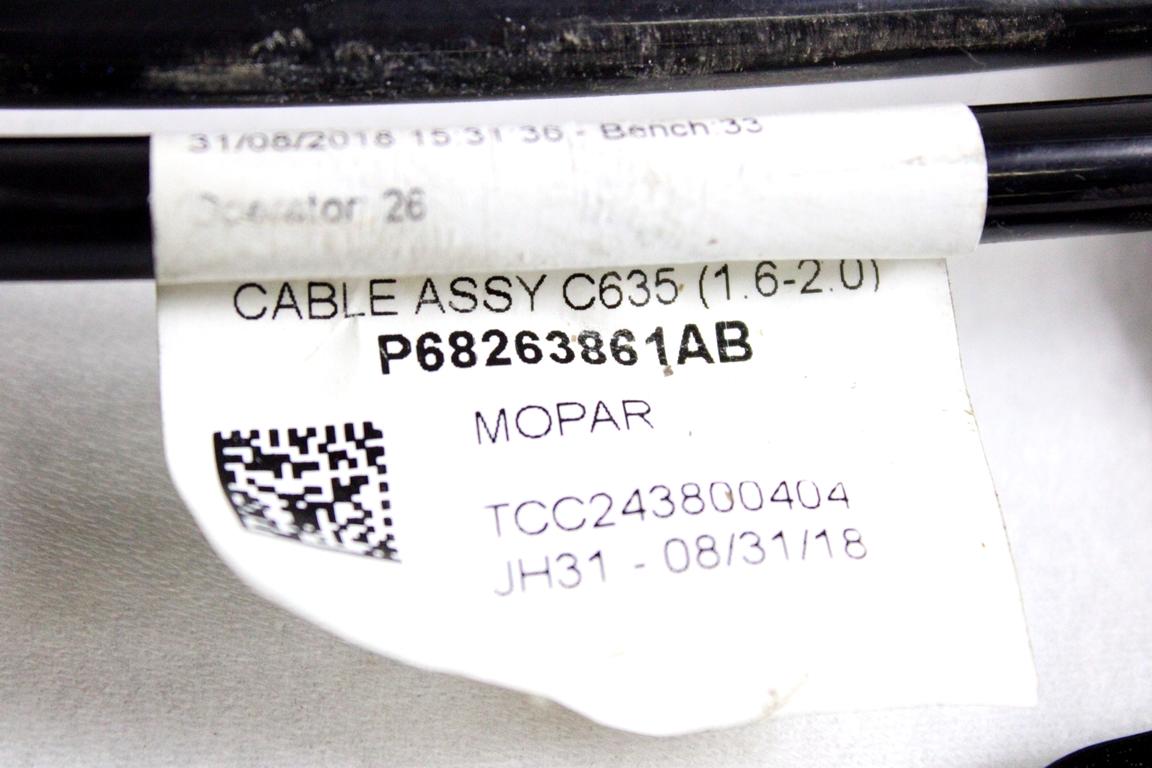 31/08/2018 15:31:36 - Bench:33
Operator: 26
CABLE ASSY C635 (1.6-2.0)
P68263861AB
MOPAR
TCC243800404
JH31 - 08/31/18